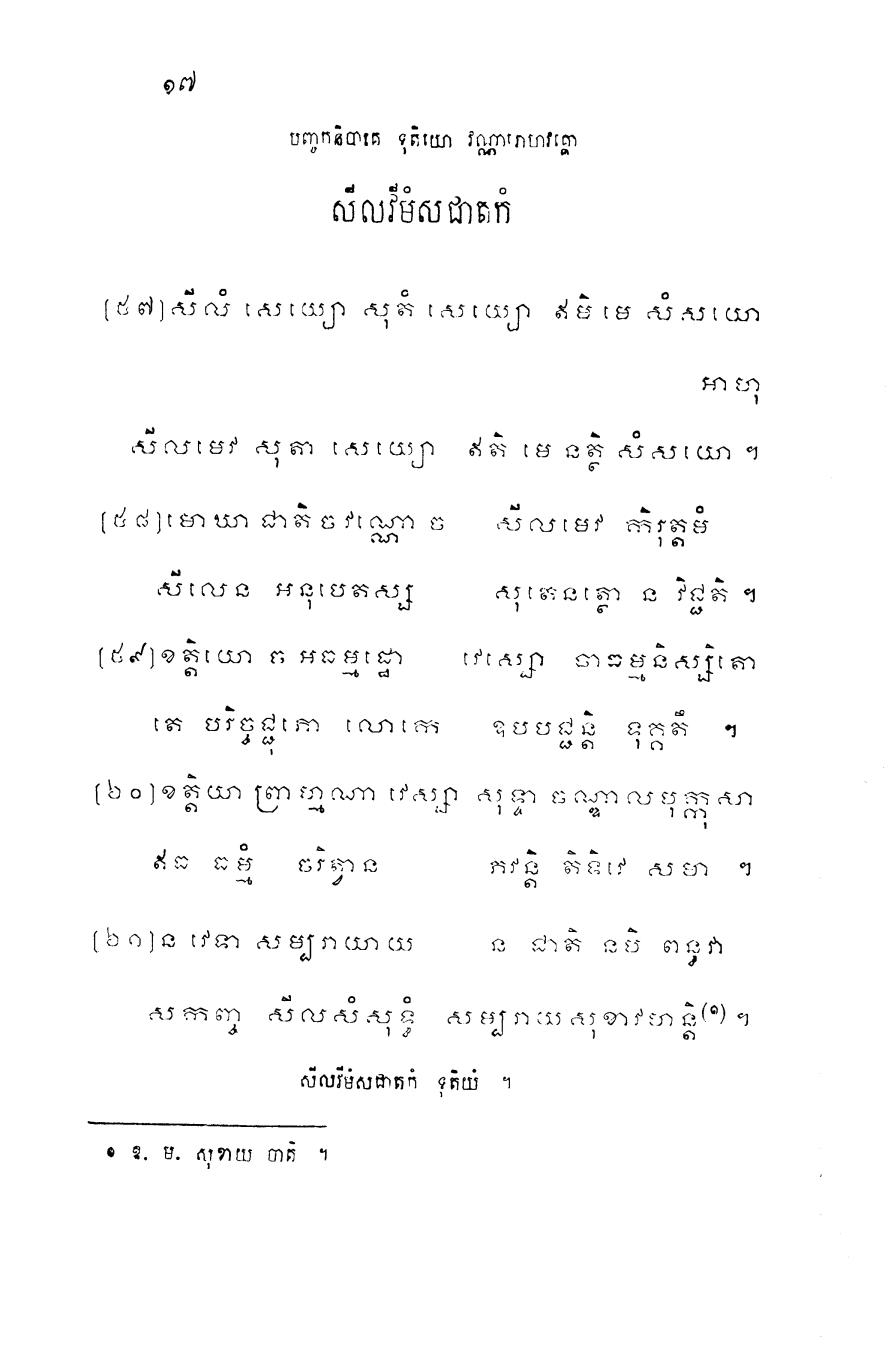 ១៧
បញ្ចកនិបាតេ ទុតិយោ វណ្ណារោហវគ្គោ
សីលវីមំសជាតកំ
[៥៧] សីលំ សេយ្យោ សុតំ សេយ្យោ ឥមិ មេ សំសយោ
អាហុ
សីលមេវ សុតា សេយ្យោ ឥតិ មេ នត្ថិ សំសយោ ។
[៥៨] មោឃា ជាតិ ច វណ្ណោ ច សីលមេវ កិរុត្តមំ
សីលេន អនុបេតស្ស សុតេនត្ថោ ន វិជ្ជតិ ។
[៥៩] ខត្តិយោ ច អធម្មដ្ឋោ វេស្សោ ចាធម្មនិស្សិតោ
តេ បរិច្ចជ្ជុភោ លោកេ ឧបបជ្ជន្តិ ទុគ្គតឹ ។
[៦០] ខត្តិយា ព្រាហ្មណា វេស្សា សុទ្ទា ចណ្ឌាលបុក្កុសា
ឥធ ធម្មំ ចរិត្វាន ភវន្តិ តិទិវេ សមា ។
[៦១] ន វេទា សម្បរាយាយ ន ជាតិ នបិ ពន្ធវា
សកញ្ច សីលសំសុទ្ធំ សម្បរាយសុខាវហន្តិ(១) ។
សីលវីមំសជាតកំ ទុតិយំ ។
១ ឱ. ម. សុខាយ ចាតិ ។